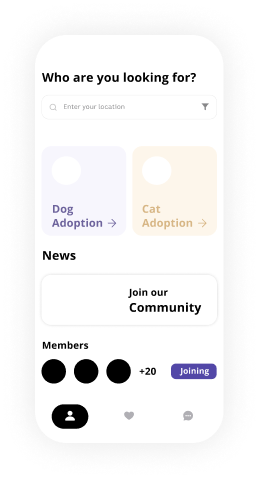 Who are you looking for?
Enter your location
Dog
Adoption →
Cat
Adoption →
News
Join our
Community
Members
+20
Joining